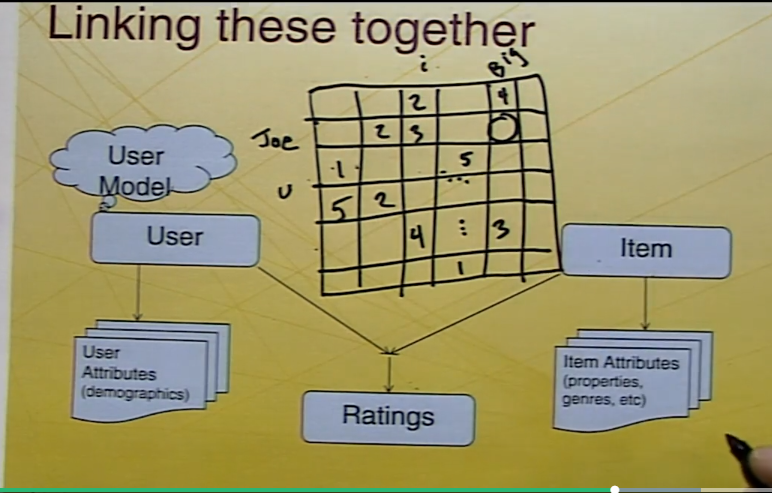 Linking these together
i Big
2 4
Joe 2 3
1 5
U 5 2
4 3
1
User
Model
User
Item
User
Attributes
(demographics)
Item Attributes
(properties,
genres, etc)
Ratings